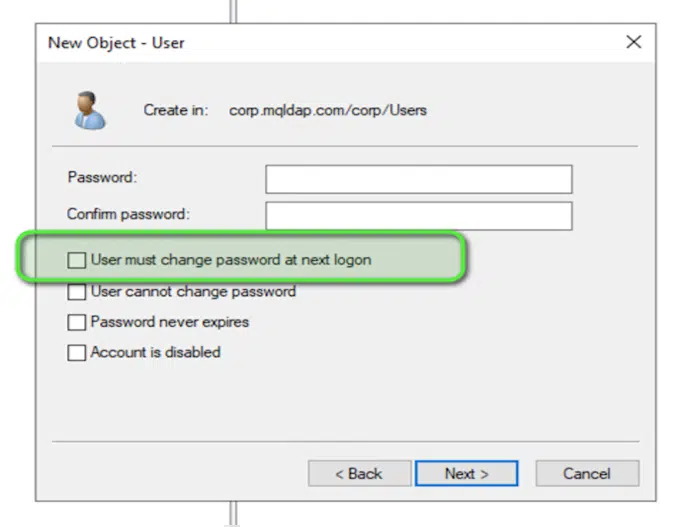 New Object - User
Create in: corp.mqldap.com/corp/Users
Password:
Confirm password:
User must change password at next logon
User cannot change password
Password never expires
Account is disabled
< Back Next > Cancel